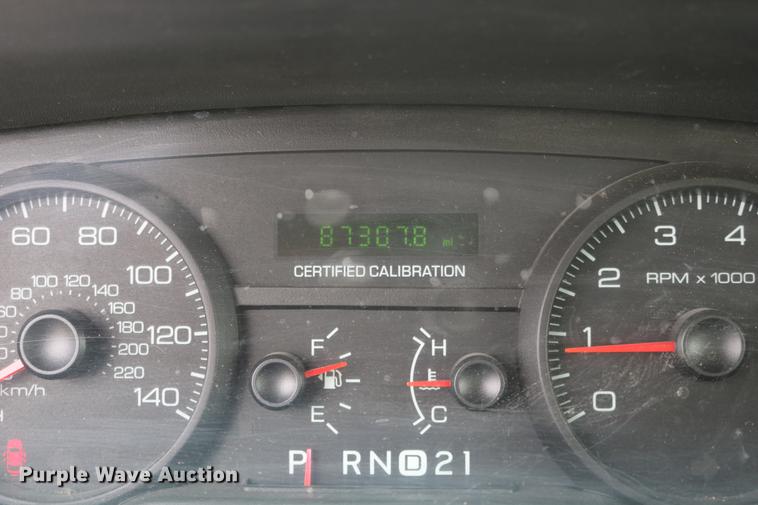 87307.8 mi
CERTIFIED CALIBRATION
60 80 100 120 140
80 100 120 140 160 180 200 220
km/h
F
E
H
C
0 1 2 3 4
RPM x 1000
P R N D 2 1
Purple Wave Auction